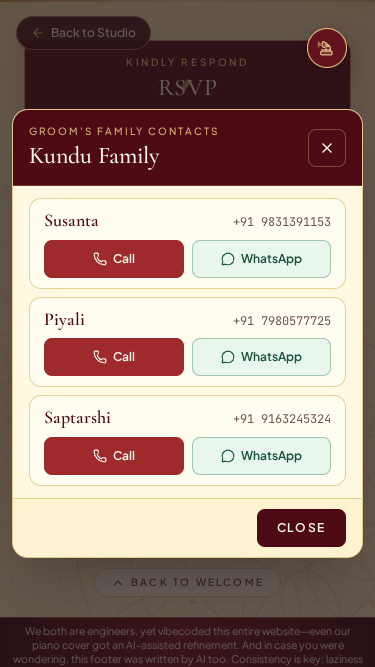 Back to Studio
KINDLY RESPOND
RSVP
GROOM'S FAMILY CONTACTS
Kundu Family
Susanta
+91 9831391153
Call
WhatsApp
Piyali
+91 7980577725
Call
WhatsApp
Saptarshi
+91 9163245324
Call
WhatsApp
CLOSE
BACK TO WELCOME
We both are engineers, yet vibecoded this entire website—even our
piano cover got an AI-assisted refinement. And in case you were
wondering, this footer was written by AI too. Consistency is key; laziness